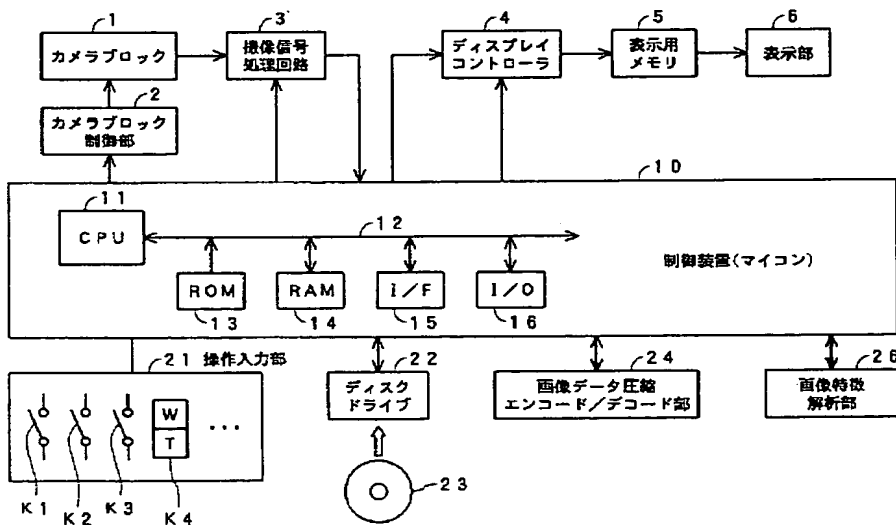 1
カメラブロック
3
撮像信号
処理回路
4
ディスプレイ
コントローラ
5
表示用
メモリ
6
表示部
2
カメラブロック
制御部
10
11
CPU
12
ROM
13
RAM
14
I/F
15
I/O
16
制御装置(マイコン)
21 操作入力部
W
T
...
K1
K2
K3
K4
22
ディスク
ドライブ
23
24
画像データ圧縮
エンコード/デコード部
26
画像特徴
解析部